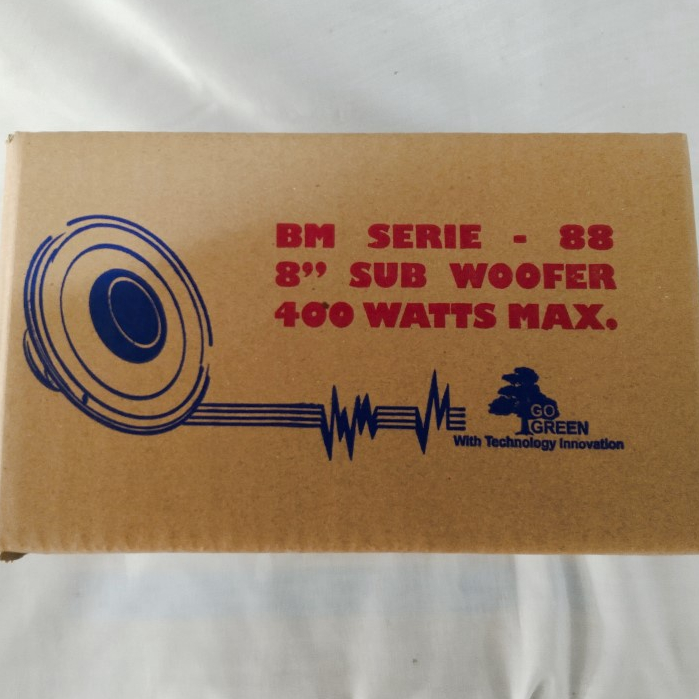 BM SERIE - 88
8” SUB WOOFER
400 WATTS MAX.
GO
GREEN
With Technology Innovation